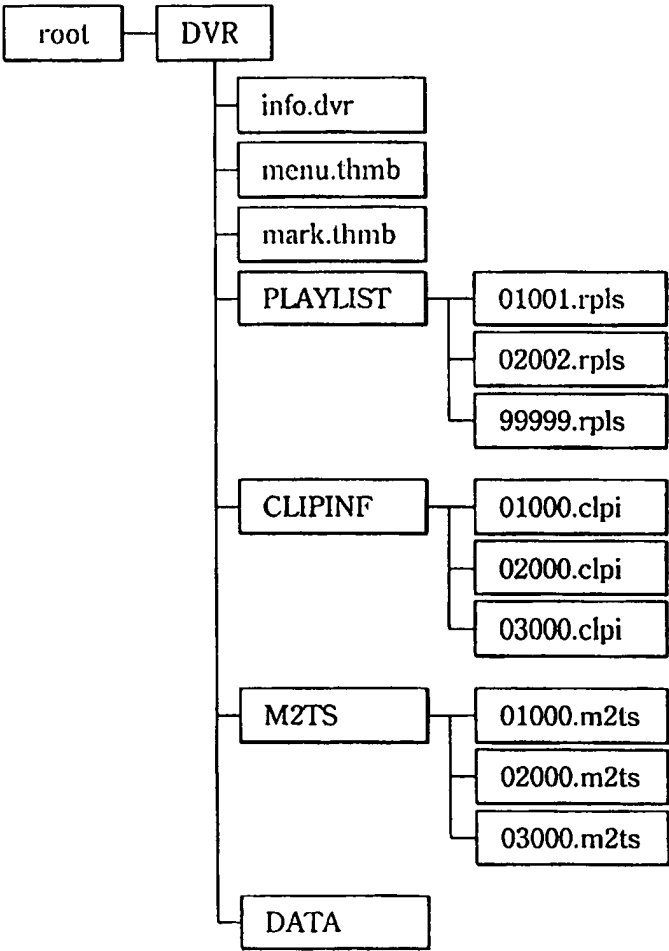 root
DVR
info.dvr
menu.thmb
mark.thmb
PLAYLIST
01001.rpls
02002.rpls
99999.rpls
CLIPINF
01000.clpi
02000.clpi
03000.clpi
M2TS
01000.m2ts
02000.m2ts
03000.m2ts
DATA